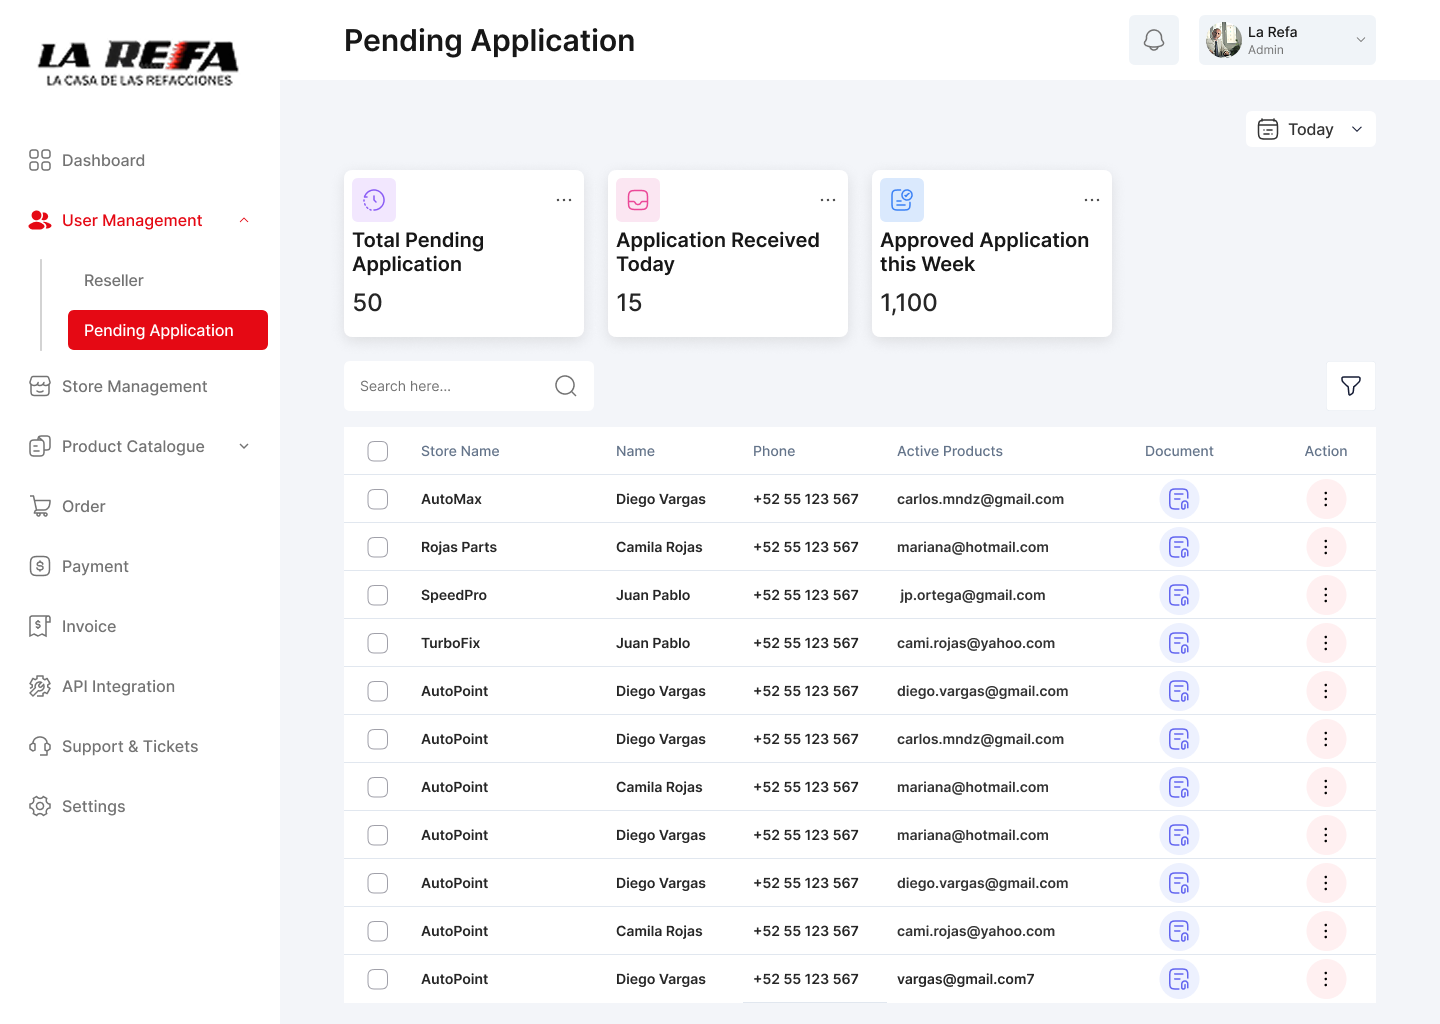 LA REFA
LA CASA DE LAS REFACCIONES
Pending Application
La Refa
Admin
Today
Dashboard
User Management
Reseller
Pending Application
Store Management
Product Catalogue
Order
Payment
Invoice
API Integration
Support & Tickets
Settings
Total Pending
Application
50
Application Received
Today
15
Approved Application
this Week
1,100
Search here...
Store Name Name Phone Active Products Document Action
AutoMax Diego Vargas +52 55 123 567 carlos.mndz@gmail.com
Rojas Parts Camila Rojas +52 55 123 567 mariana@hotmail.com
SpeedPro Juan Pablo +52 55 123 567 jp.ortega@gmail.com
TurboFix Juan Pablo +52 55 123 567 cami.rojas@yahoo.com
AutoPoint Diego Vargas +52 55 123 567 diego.vargas@gmail.com
AutoPoint Diego Vargas +52 55 123 567 carlos.mndz@gmail.com
AutoPoint Camila Rojas +52 55 123 567 mariana@hotmail.com
AutoPoint Diego Vargas +52 55 123 567 mariana@hotmail.com
AutoPoint Diego Vargas +52 55 123 567 diego.vargas@gmail.com
AutoPoint Camila Rojas +52 55 123 567 cami.rojas@yahoo.com
AutoPoint Diego Vargas +52 55 123 567 vargas@gmail.com7